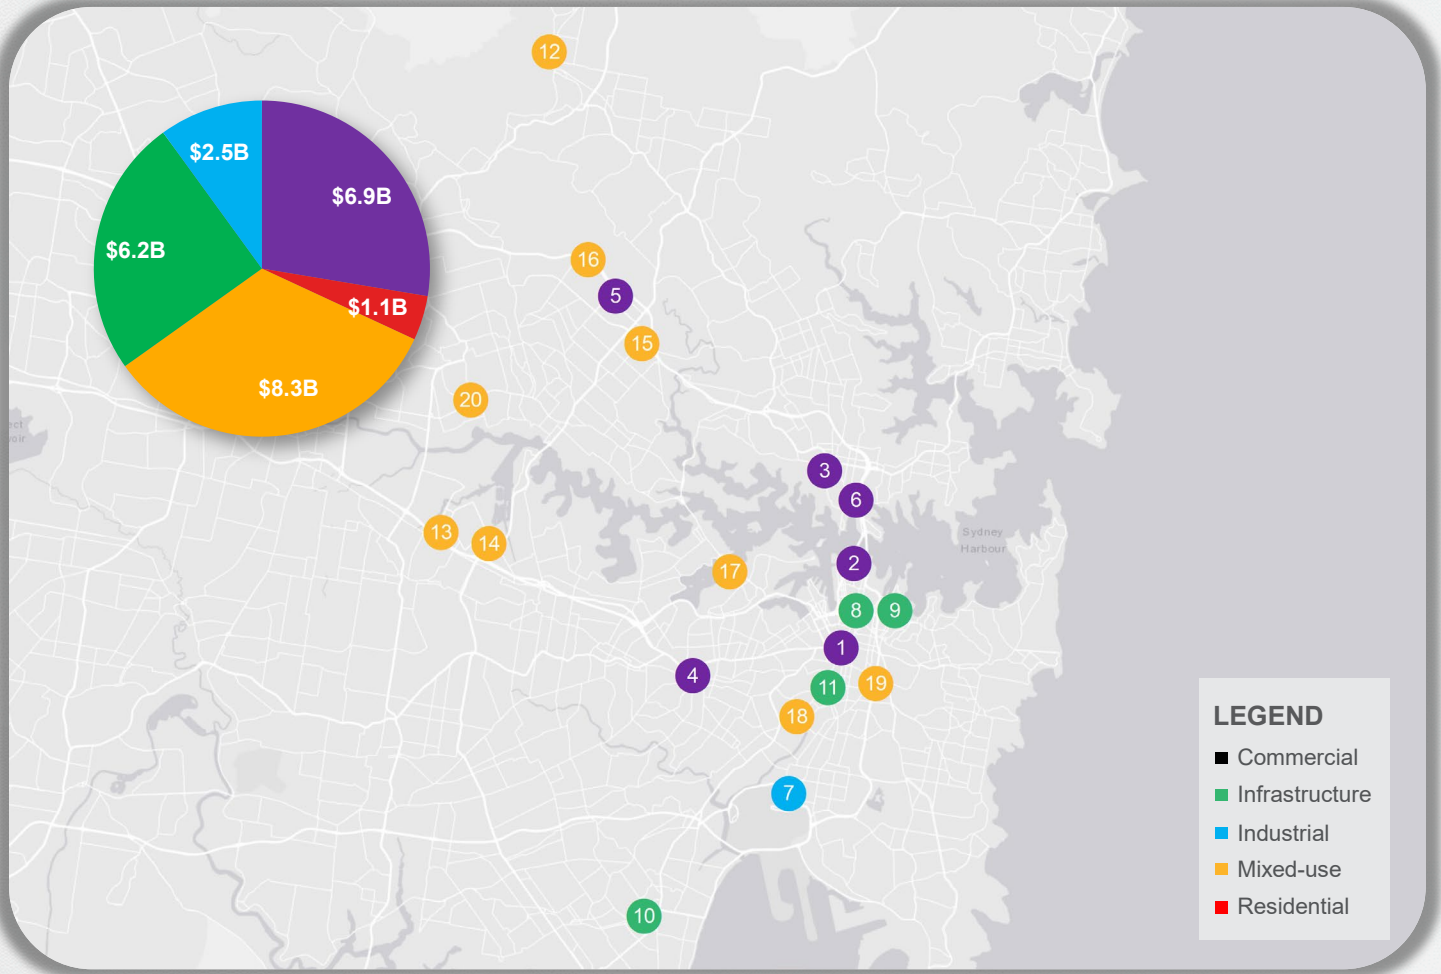 12
$2.5B
$6.9B
$6.2B
16
5
$1.1B
15
$8.3B
20
ect
voir
3
6
13
14
Sydney
Harbour
2
17
8
9
1
4
11
19
18
7
10
LEGEND
Commercial
Infrastructure
Industrial
Mixed-use
Residential